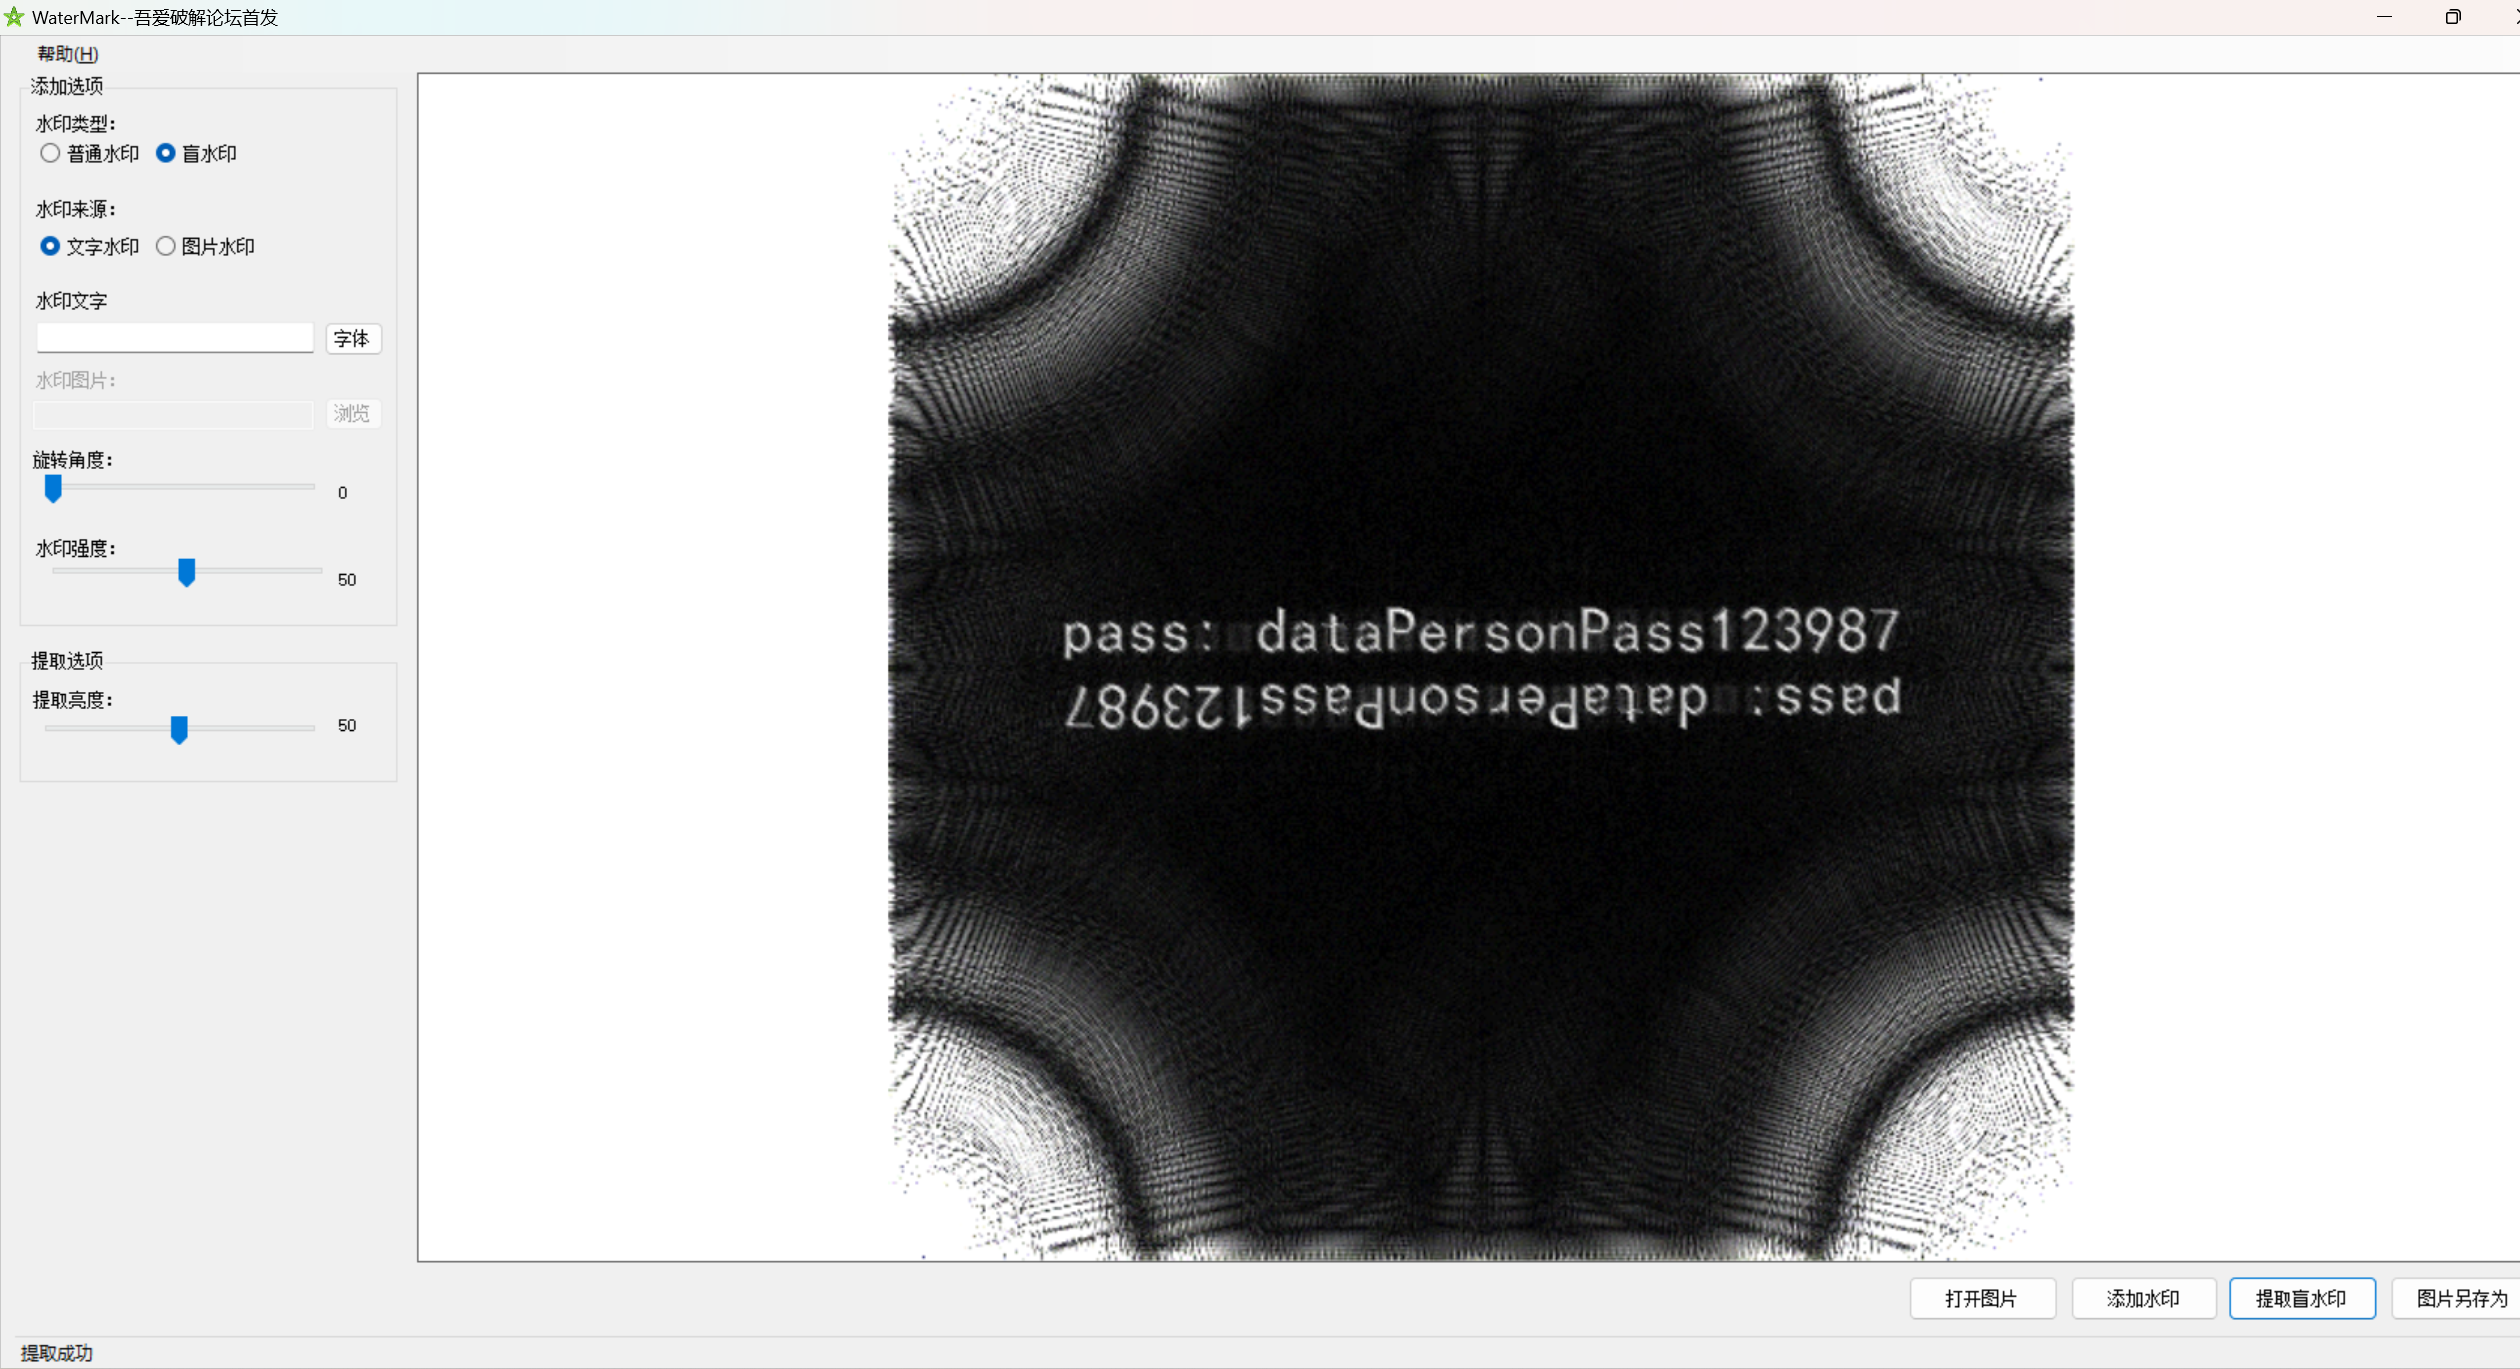 WaterMark--吾爱破解论坛首发
帮助(H)
添加选项
水印类型：
普通水印 盲水印
水印来源：
文字水印 图片水印
水印文字
字体
水印图片：
浏览
旋转角度：
0
水印强度：
50
提取选项
提取亮度：
50
pass: dataPersonPass123987
pass: dataPersonPass123987
打开图片 添加水印 提取盲水印 图片另存为
提取成功